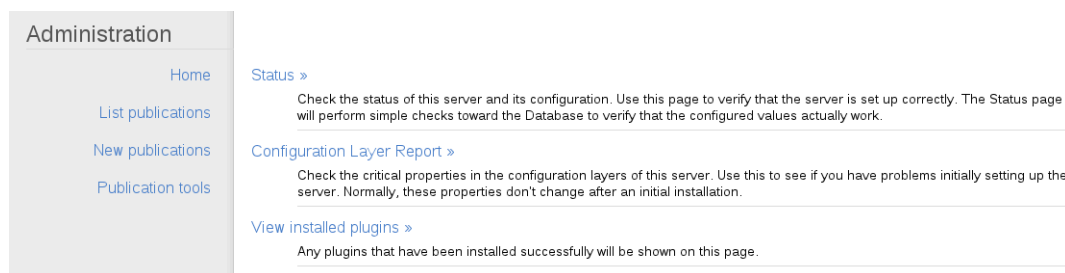 Administration
Home
List publications
New publications
Publication tools
Status »
Check the status of this server and its configuration. Use this page to verify that the server is set up correctly. The Status page
will perform simple checks toward the Database to verify that the configured values actually work.
Configuration Layer Report »
Check the critical properties in the configuration layers of this server. Use this to see if you have problems initially setting up the
server. Normally, these properties don't change after an initial installation.
View installed plugins »
Any plugins that have been installed successfully will be shown on this page.